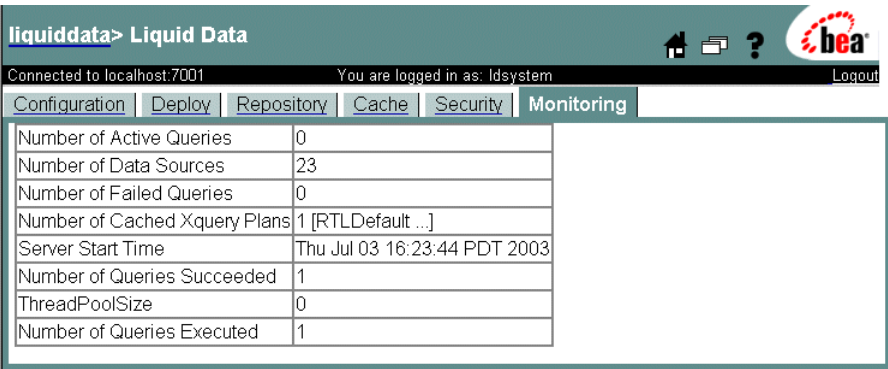 liquiddata> Liquid Data
? bea
Connected to localhost:7001 You are logged in as: ldsystem Logout
Configuration Deploy Repository Cache Security Monitoring
Number of Active Queries 0
Number of Data Sources 23
Number of Failed Queries 0
Number of Cached Xquery Plans 1 [RTLDefault ...]
Server Start Time Thu Jul 03 16:23:44 PDT 2003
Number of Queries Succeeded 1
ThreadPoolSize 0
Number of Queries Executed 1